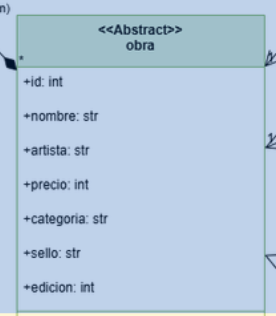 n)
<<Abstract>>
obra
*
+id: int
+nombre: str
+artista: str
+precio: int
+categoria: str
+sello: str
+edicion: int